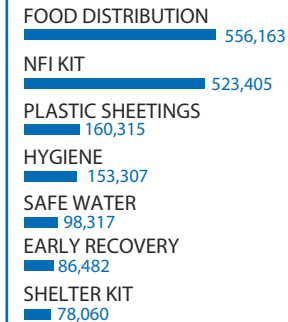 FOOD DISTRIBUTION
556,163
NFI KIT
523,405
PLASTIC SHEETINGS
160,315
HYGIENE
153,307
SAFE WATER
98,317
EARLY RECOVERY
86,482
SHELTER KIT
78,060